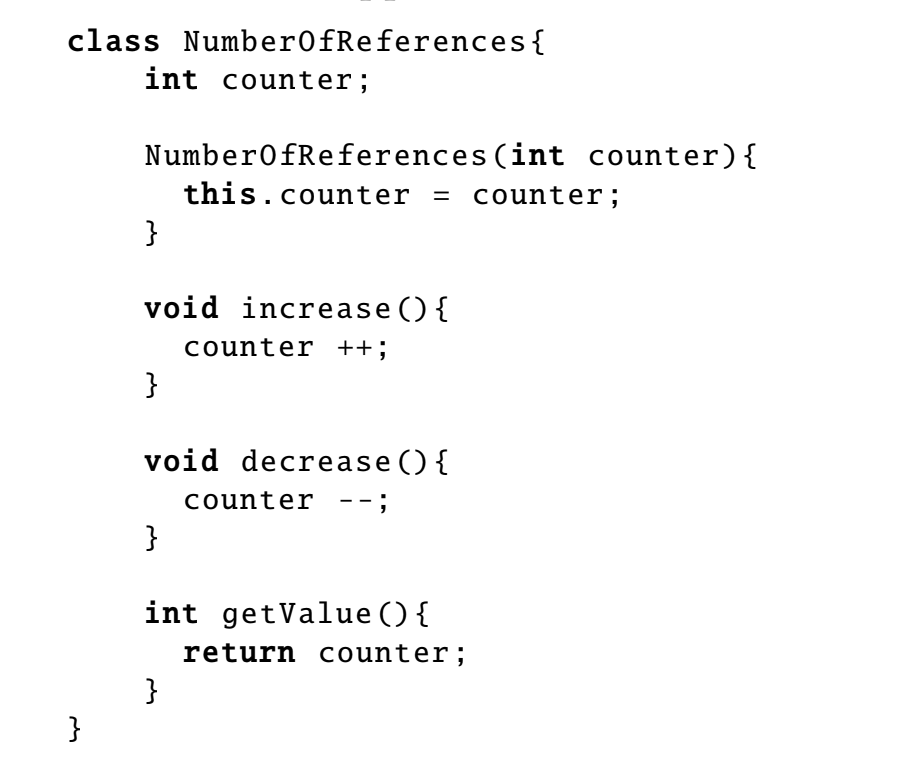 class NumberOfReferences{
int counter;
NumberOfReferences(int counter){
this.counter = counter;
}
void increase(){
counter ++;
}
void decrease(){
counter --;
}
int getValue(){
return counter;
}
}